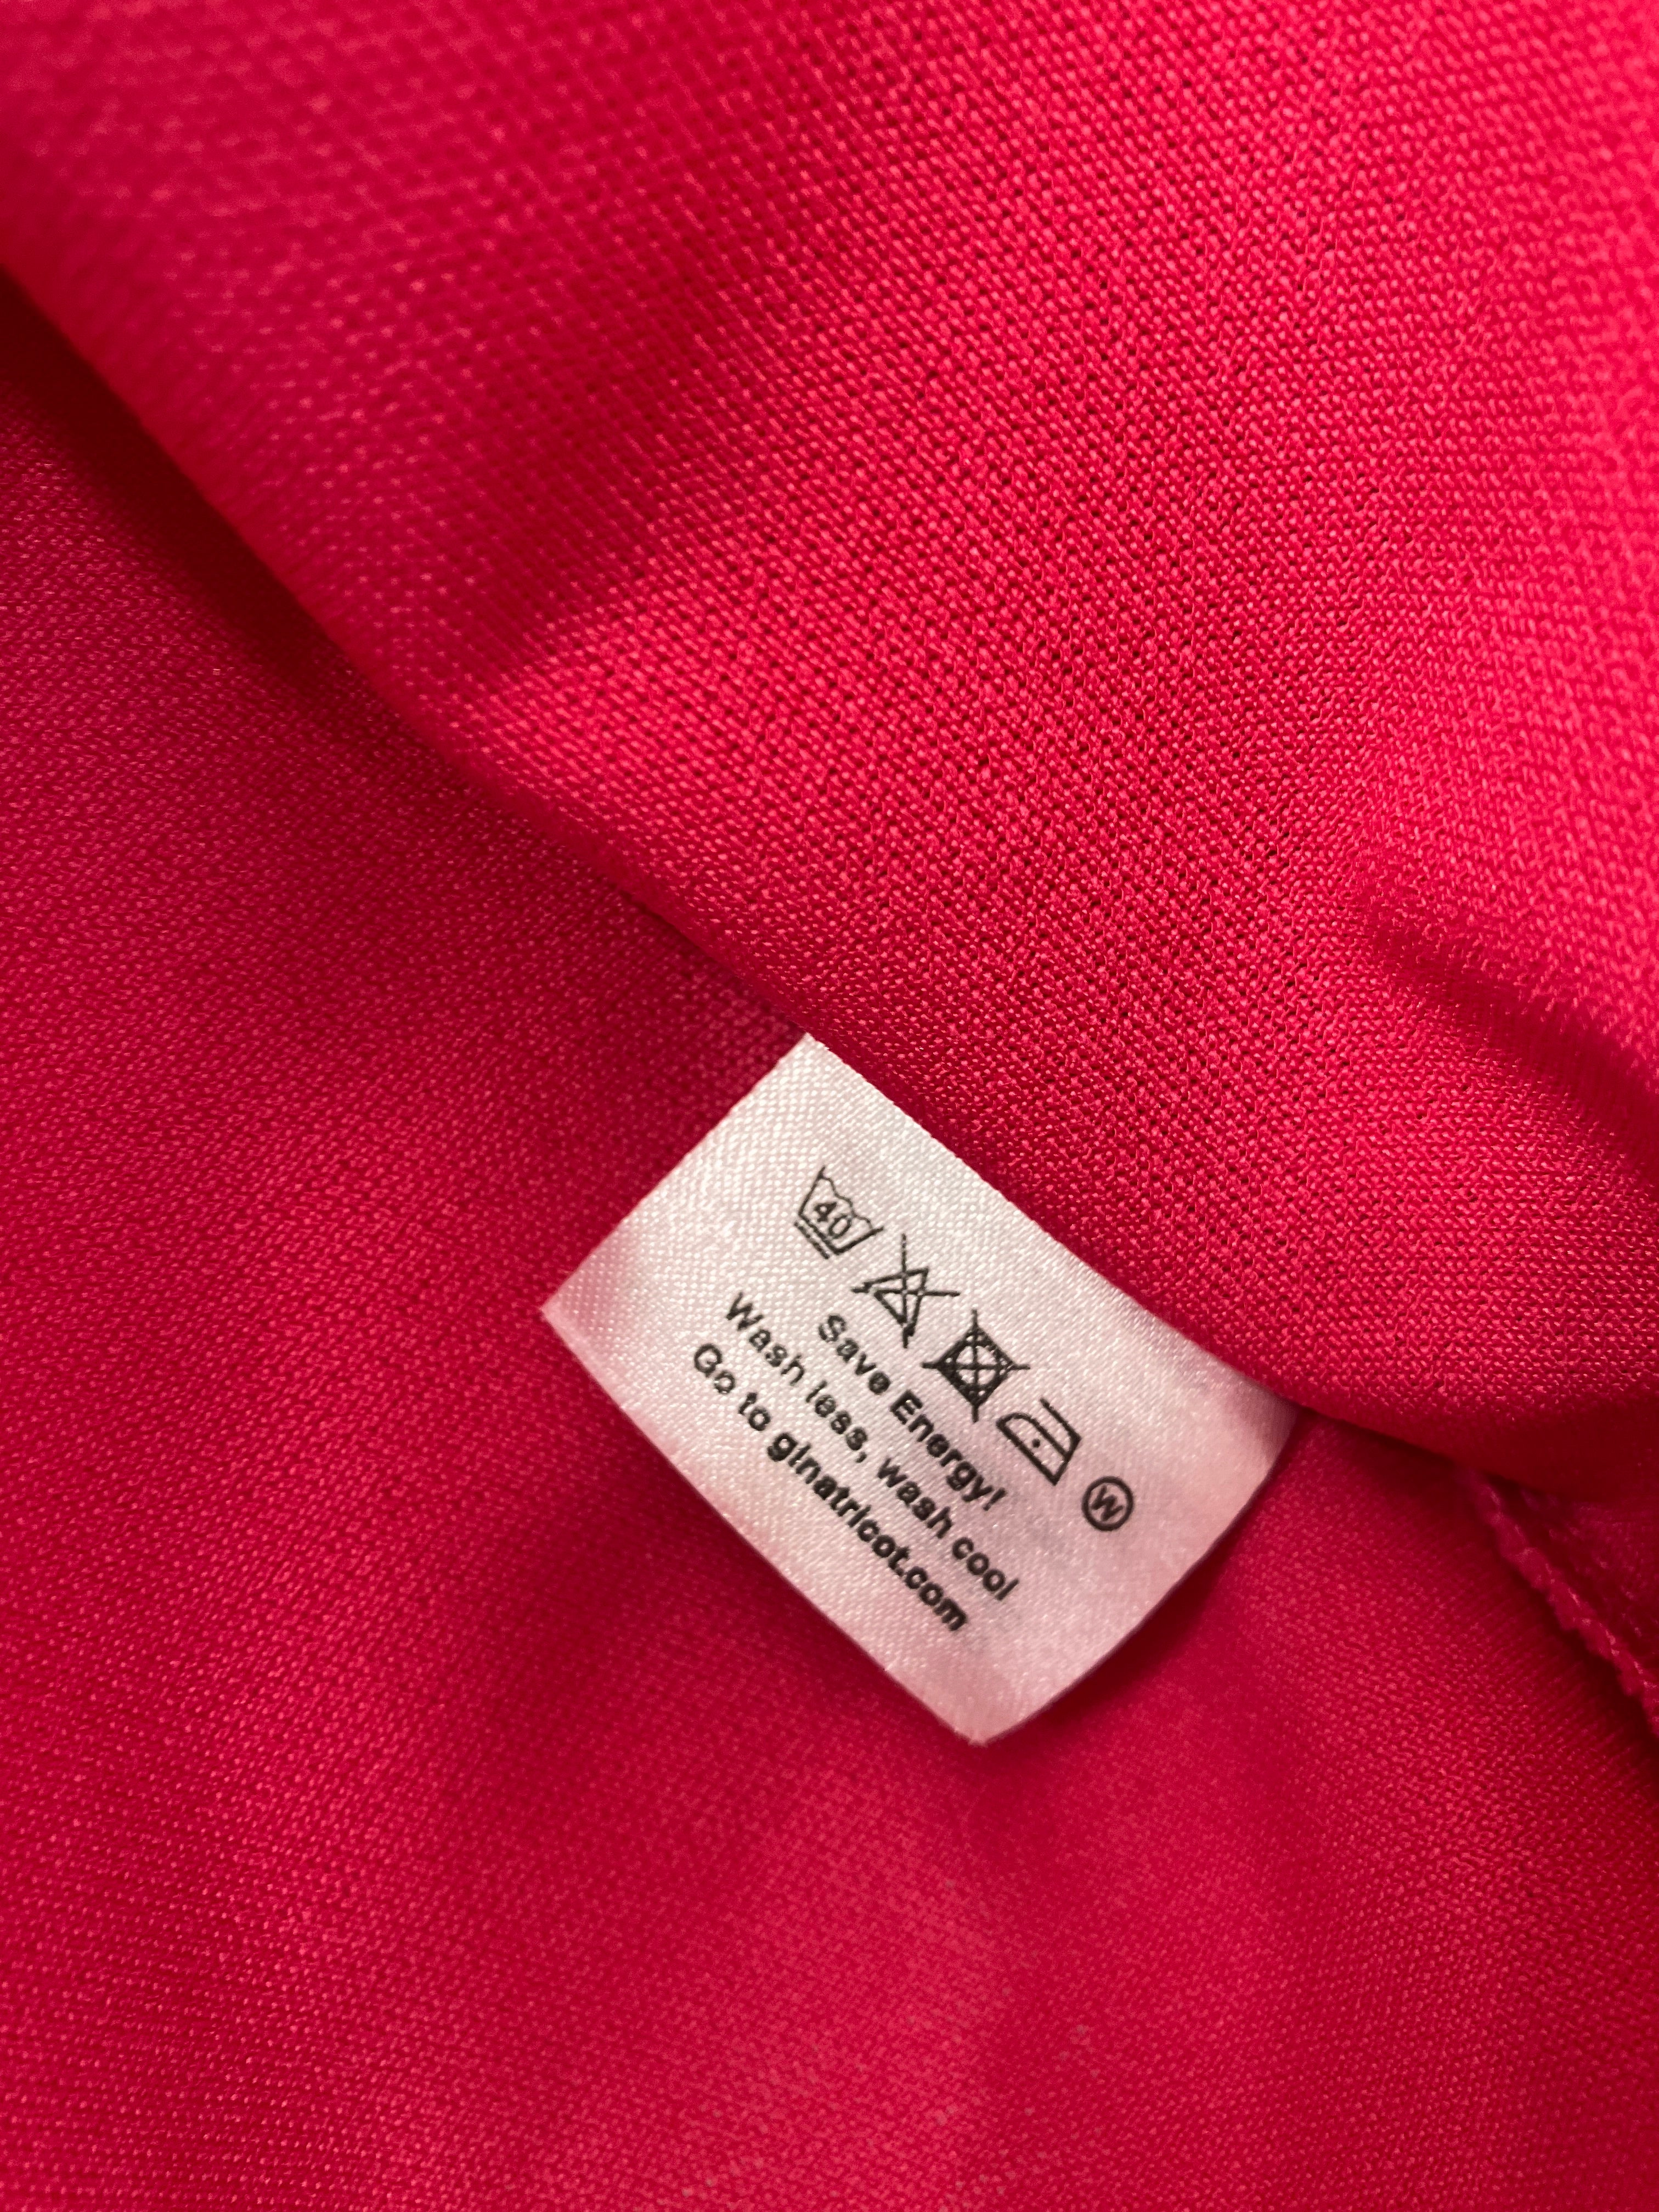 40 W
Save Energy!
Wash less, wash cool
Go to ginatricot.com